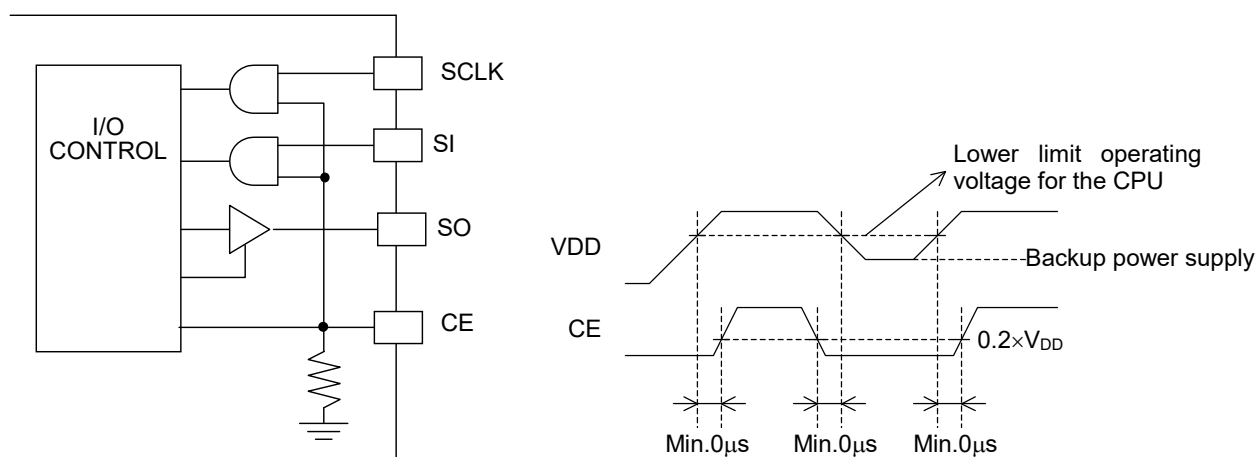 SCLK
I/O
CONTROL
SI
SO
CE
Lower limit operating
voltage for the CPU
VDD
Backup power supply
CE
0.2×VDD
Min.0μs
Min.0μs
Min.0μs